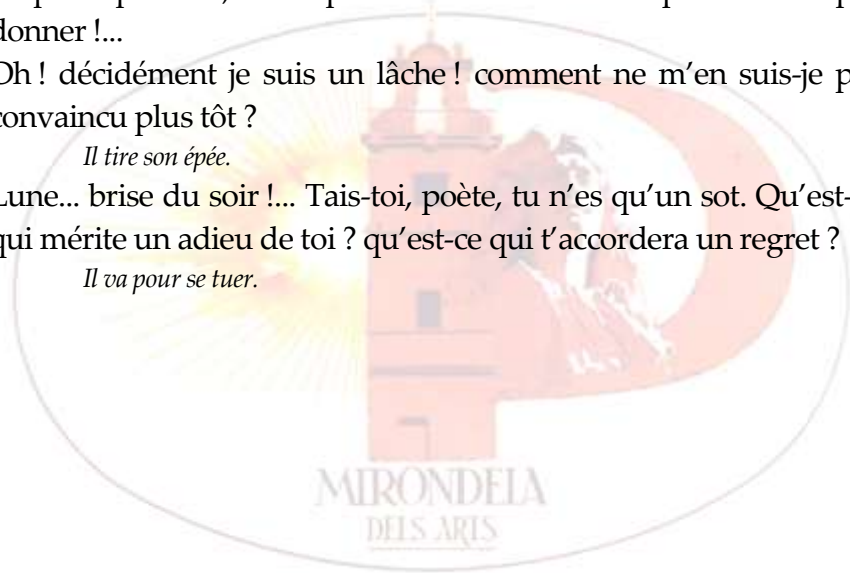 donner !...
Oh ! décidément je suis un lâche ! comment ne m’en suis-je
convaincu plus tôt ?
Il tire son épée.
Lune... brise du soir !... Tais-toi, poète, tu n’es qu’un sot. Qu’est-
qui mérite un adieu de toi ? qu’est-ce qui t’accordera un regret ?
Il va pour se tuer.
MIRONDELA
DELS ARTS